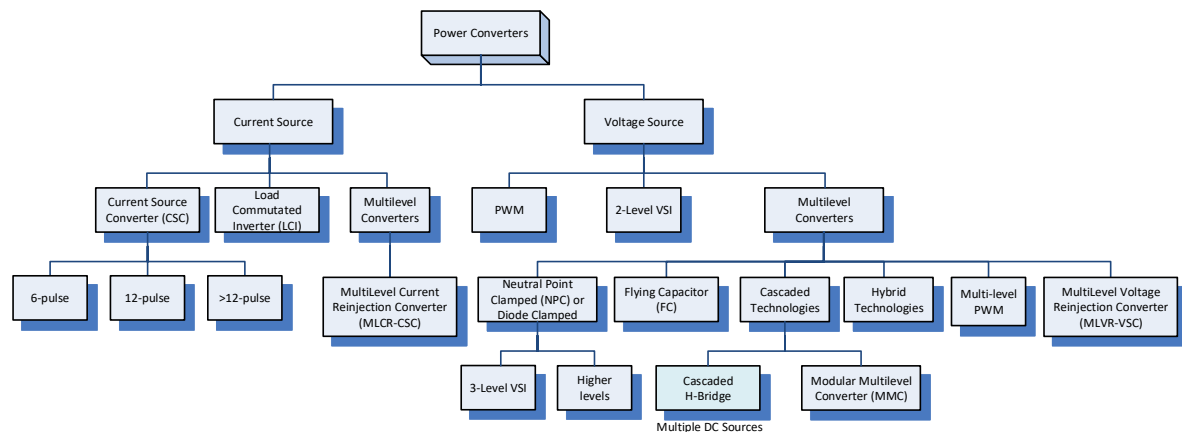 Power Converters
Current Source
Voltage Source
Current Source
Converter (CSC)
Load
Commutated
Inverter (LCI)
Multilevel
Converters
PWM
2-Level VSI
Multilevel
Converters
6-pulse
12-pulse
>12-pulse
MultiLevel Current
Reinjection Converter
(MLCR-CSC)
Neutral Point
Clamped (NPC) or
Diode Clamped
Flying Capacitor
(FC)
Cascaded
Technologies
Hybrid
Technologies
Multi-level
PWM
MultiLevel Voltage
Reinjection Converter
(MLVR-VSC)
3-Level VSI
Higher
levels
Cascaded
H-Bridge
Modular Multilevel
Converter (MMC)
Multiple DC Sources